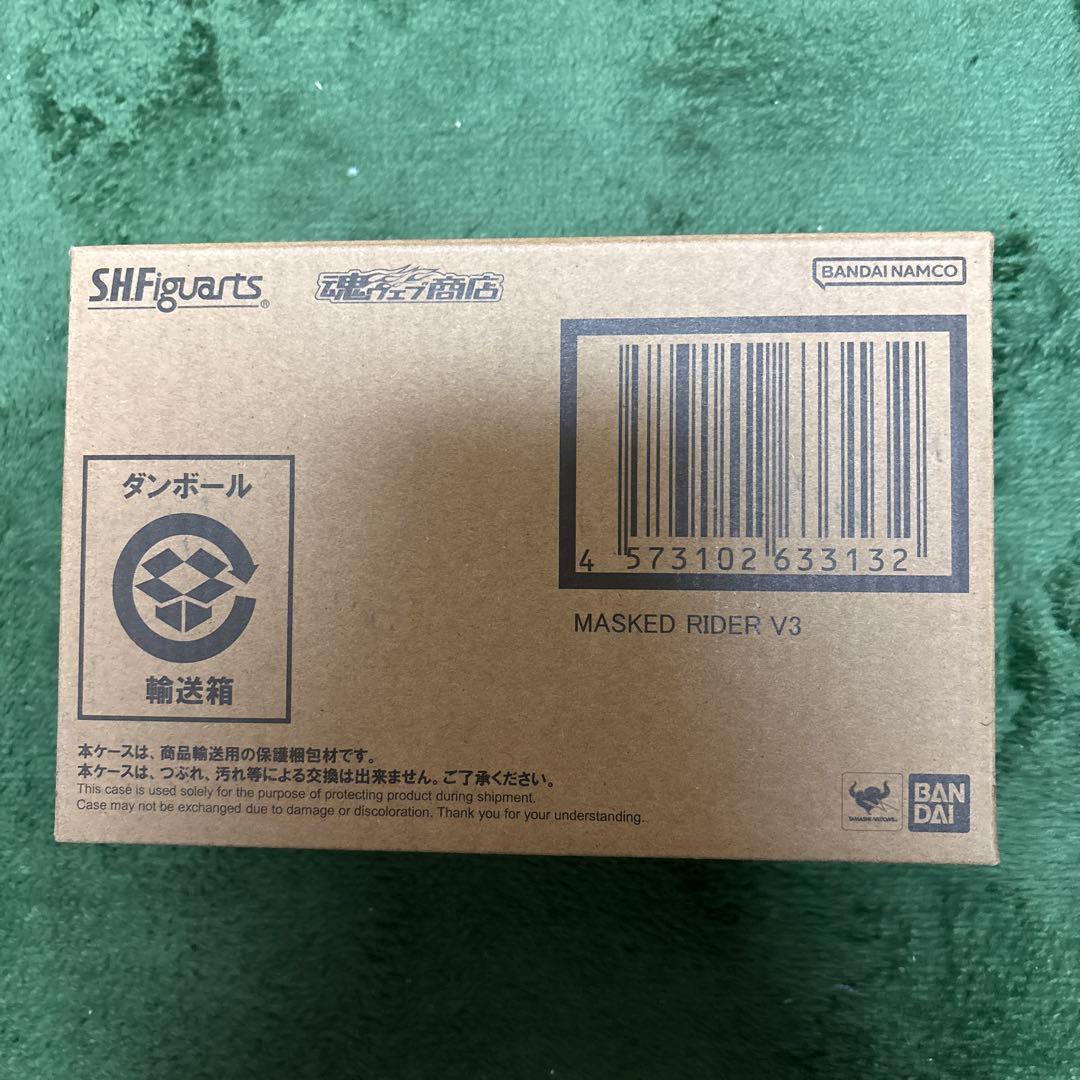 S.H.Figuarts®
魂ウェブ商店
BANDAI NAMCO
4 573102 633132
MASKED RIDER V3
ダンボール
輸送箱
本ケースは、商品輸送用の保護梱包材です。
本ケースは、つぶれ、汚れ等による交換は出来ません。ご了承ください。
This case is used solely for the purpose of protecting product during shipment.
Case may not be exchanged due to damage or discoloration. Thank you for your understanding.
TAMASHII NATIONS
BAN
DAI